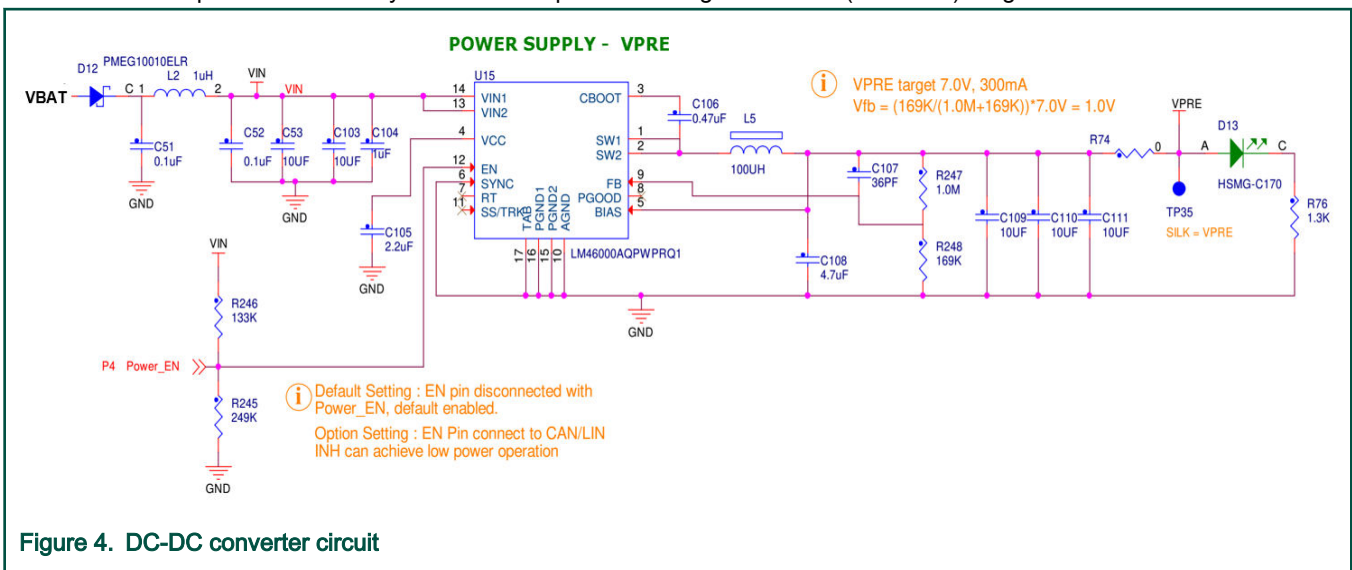 POWER SUPPLY - VPRE
D12 PMEG10010ELR
L2 1uH
VBAT
C 1
2
VIN
VIN
C51
0.1uF
GND
C52
0.1uF
C53
10UF
C103
10UF
C104
1uF
GND
U15
14
VIN1
13
VIN2
4
VCC
12
EN
6
SYNC
7
RT
11
SS/TRK
CBOOT
3
SW1
1
SW2
2
FB
9
PGOOD
8
BIAS
5
TAB
PGND1
PGND2
AGND
17
16
15
10
LM46000AQPWPRQ1
C105
2.2uF
GND
C106
0.47uF
L5
100UH
C107
36PF
R247
1.0M
R248
169K
C108
4.7uF
GND
C109
10UF
C110
10UF
C111
10UF
i
VPRE target 7.0V, 300mA
Vfb = (169K/(1.0M+169K))*7.0V = 1.0V
R74
0
VPRE
TP35
SILK = VPRE
D13
A
C
HSMG-C170
R76
1.3K
VIN
R246
133K
P4 Power_EN
R245
249K
GND
i
Default Setting : EN pin disconnected with
Power_EN, default enabled.
Option Setting : EN Pin connect to CAN/LIN
INH can achieve low power operation
Figure 4. DC-DC converter circuit